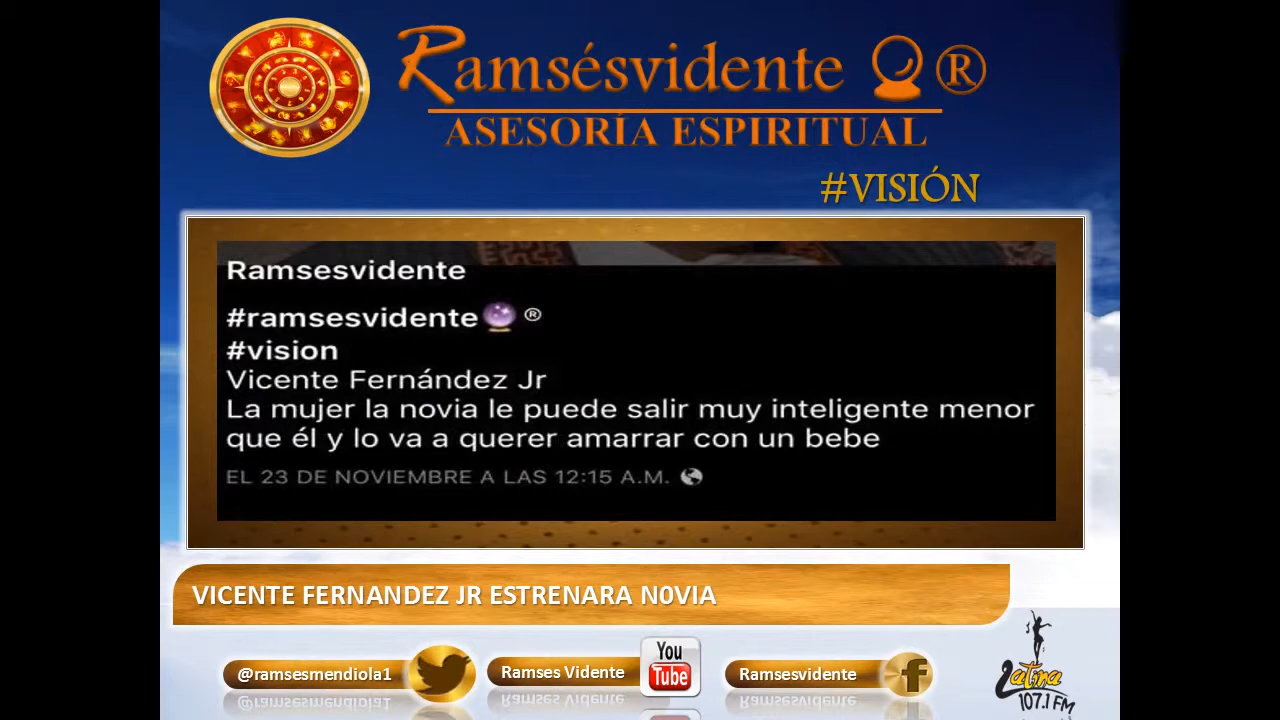 Ramsésvidente ®
ASESORÍA ESPIRITUAL
#VISIÓN
Ramsesvidente
#ramsesvidente🔮 ®
#vision
Vicente Fernández Jr
La mujer la novia le puede salir muy inteligente menor
que él y lo va a querer amarrar con un bebe
EL 23 DE NOVIEMBRE A LAS 12:15 A.M.
VICENTE FERNANDEZ JR ESTRENARA N0VIA
@ramsesmendiola1
Ramses Vidente
You
Tube
Ramsesvidente
f
Latina
107.1 FM